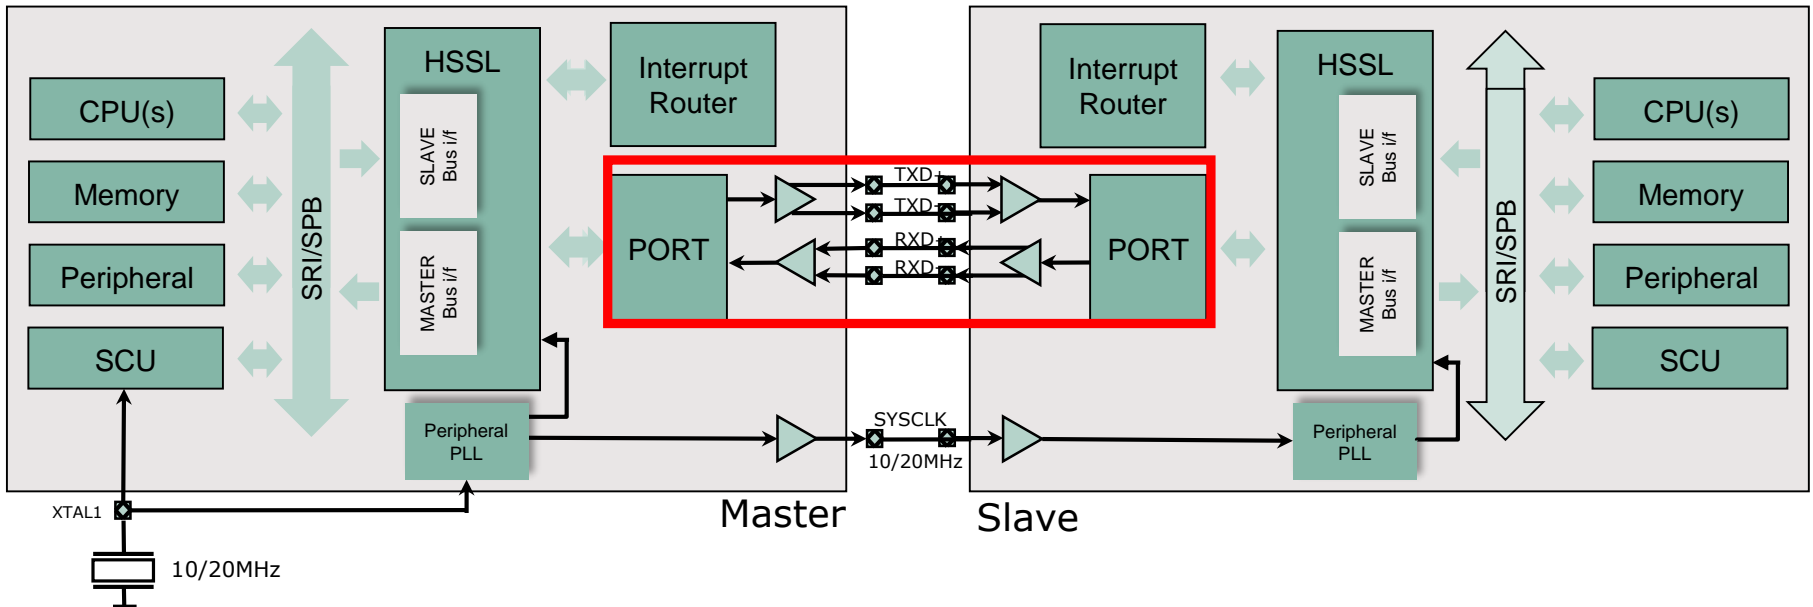 HSSL
Interrupt
Router
CPU(s)
Memory
Peripheral
SCU
SRI/SPB
SLAVE
Bus i/f
MASTER
Bus i/f
PORT
Peripheral
PLL
XTAL1
10/20MHz
Master
TXD+
TXD-
RXD+
RXD-
SYSCLK
10/20MHz
Slave
Interrupt
Router
PORT
HSSL
SLAVE
Bus i/f
MASTER
Bus i/f
Peripheral
PLL
SRI/SPB
CPU(s)
Memory
Peripheral
SCU